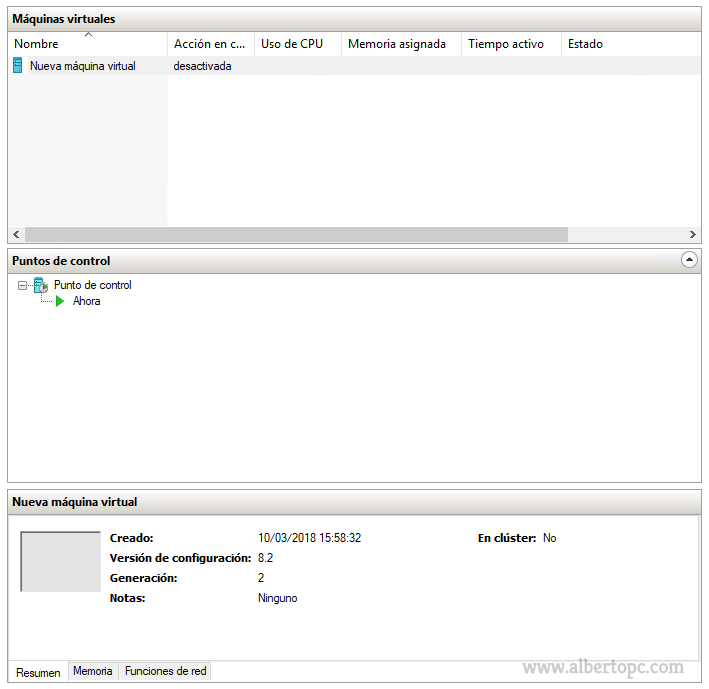 Máquinas virtuales
Nombre Acción en c... Uso de CPU Memoria asignada Tiempo activo Estado
Nueva máquina virtual desactivada
Puntos de control
Punto de control
Ahora
Nueva máquina virtual
Creado: 10/03/2018 15:58:32 En clúster: No
Versión de configuración: 8.2
Generación: 2
Notas: Ninguno
Resumen Memoria Funciones de red
www.albertopc.com